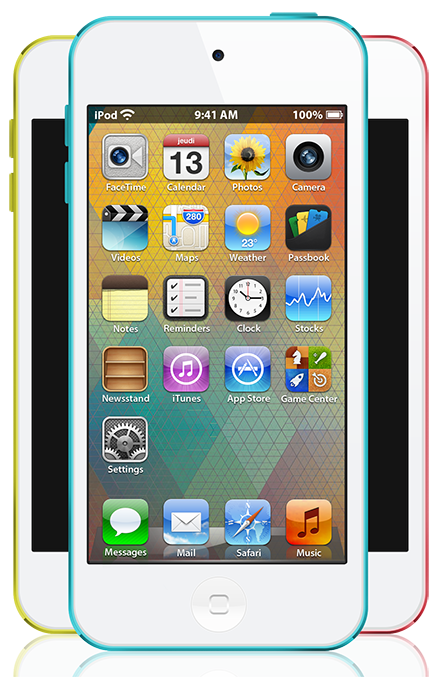 iPod 9:41 AM 100%
jeudi
13
FaceTime Calendar Photos Camera
280
23°
Videos Maps Weather Passbook
Notes Reminders Clock Stocks
Newsstand iTunes App Store Game Center
Settings
Messages Mail Safari Music